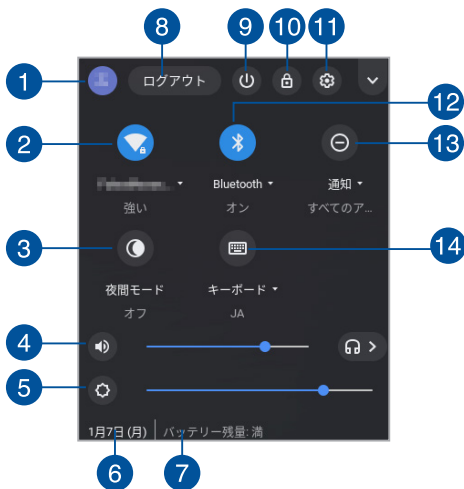 8 9 10 11
1 ログアウト
12
2
13
Bluetooth 通知
強い オン すべてのア...
3
14
夜間モード キーボード
オフ JA
4
5
1月7日 (月) バッテリー残量: 満
6 7